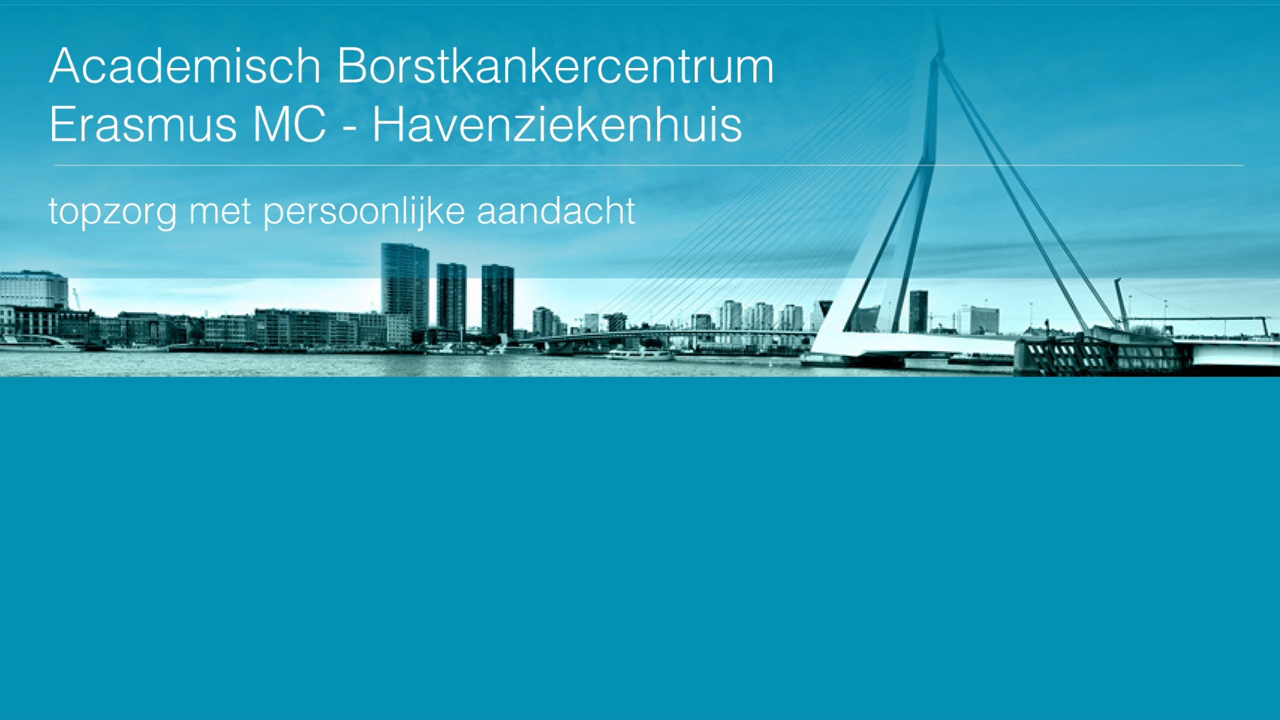 Academisch Borstkankercentrum
Erasmus MC - Havenziekenhuis
topzorg met persoonlijke aandacht